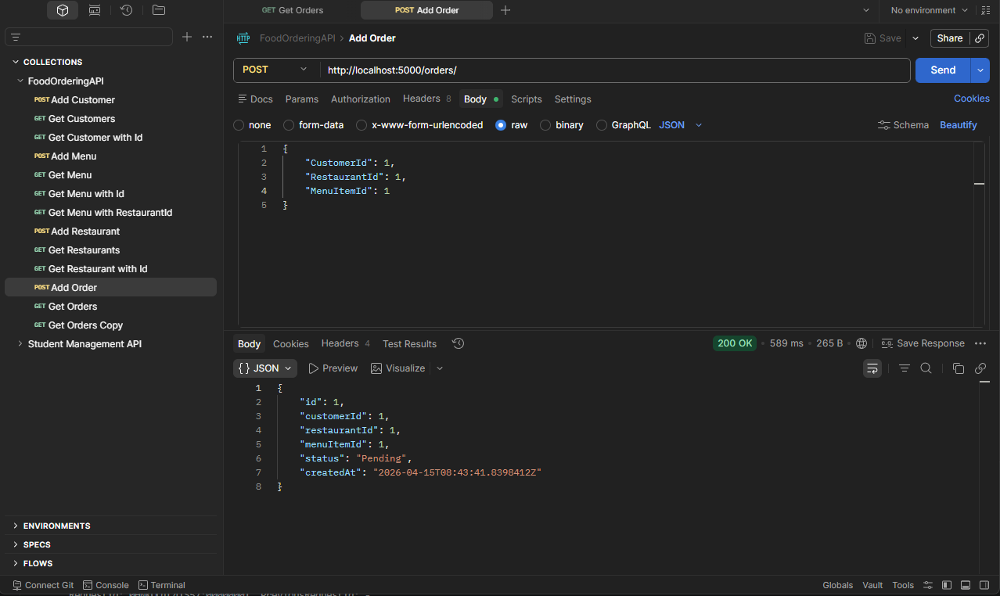 GET Get Orders
POST Add Order
No environment
FoodOrderingAPI › Add Order
Save
Share
COLLECTIONS
FoodOrderingAPI
POST Add Customer
GET Get Customers
GET Get Customer with Id
POST Add Menu
GET Get Menu
GET Get Menu with Id
GET Get Menu with RestaurantId
POST Add Restaurant
GET Get Restaurants
GET Get Restaurant with Id
POST Add Order
GET Get Orders
GET Get Orders Copy
Student Management API
ENVIRONMENTS
SPECS
FLOWS
HTTP
POST
http://localhost:5000/orders/
Send
Docs Params Authorization Headers 8 Body Scripts Settings
Cookies
none form-data x-www-form-urlencoded raw binary GraphQL JSON
Schema Beautify
1 {
2 "CustomerId": 1,
3 "RestaurantId": 1,
4 "MenuItemId": 1
5 }
Body Cookies Headers 4 Test Results
200 OK • 589 ms • 265 B
e.g. Save Response
{} JSON Preview Visualize
1 {
2 "id": 1,
3 "customerId": 1,
4 "restaurantId": 1,
5 "menuItemId": 1,
6 "status": "Pending",
7 "createdAt": "2026-04-15T08:43:41.8398412Z"
8 }
Connect Git Console Terminal
Globals Vault Tools